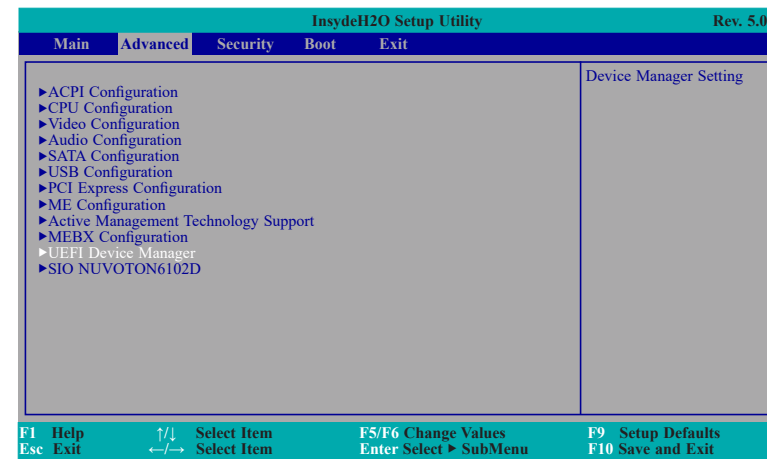 InsydeH2O Setup Utility Rev. 5.0
Main Advanced Security Boot Exit
Device Manager Setting
►ACPI Configuration
►CPU Configuration
►Video Configuration
►Audio Configuration
►SATA Configuration
►USB Configuration
►PCI Express Configuration
►ME Configuration
►Active Management Technology Support
►MEBX Configuration
►UEFI Device Manager
►SIO NUVOTON6102D
F1 Help ↑/↓ Select Item F5/F6 Change Values F9 Setup Defaults
Esc Exit ←/→ Select Item Enter Select ► SubMenu F10 Save and Exit